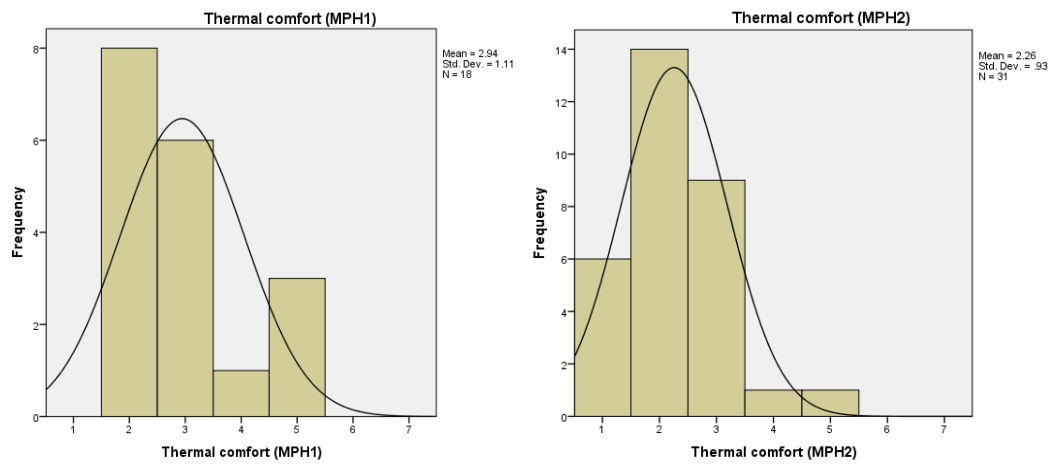 Thermal comfort (MPH1)
Mean = 2.94
Std. Dev. = 1.11
N = 18
8
6
4
2
0
Frequency
1 2 3 4 5 6 7
Thermal comfort (MPH1)
Thermal comfort (MPH2)
Mean = 2.26
Std. Dev. = .93
N = 31
14
12
10
8
6
4
2
0
Frequency
1 2 3 4 5 6 7
Thermal comfort (MPH2)